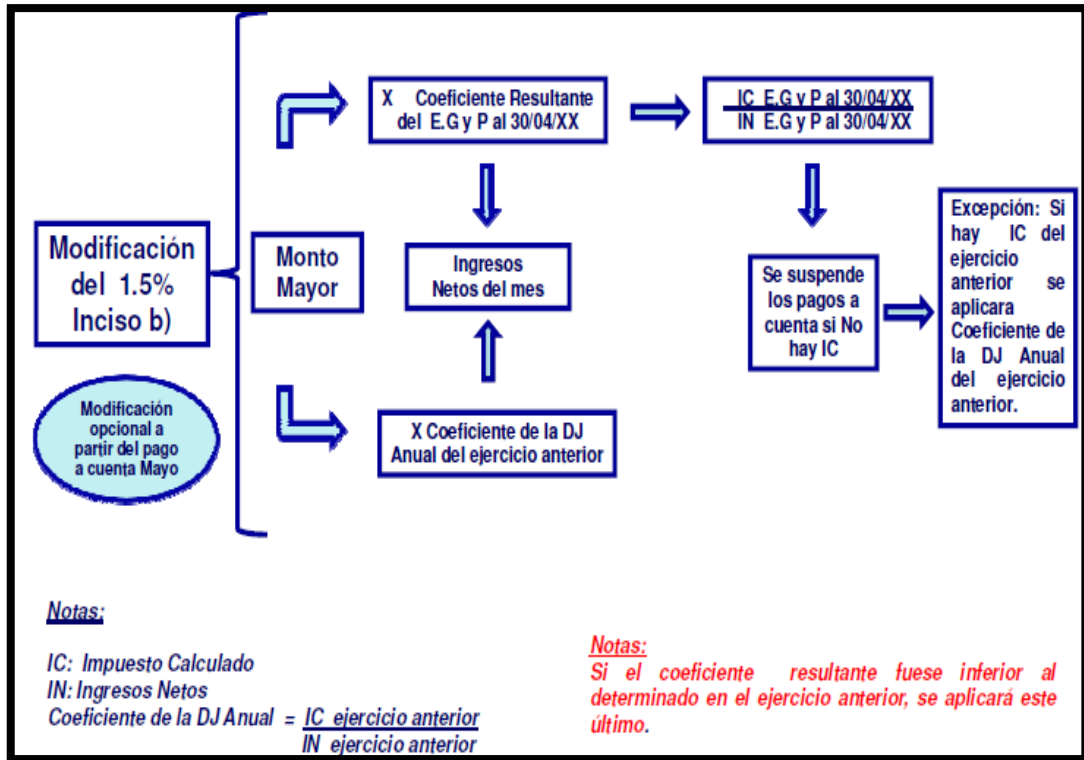 Modificación
del 1.5%
Inciso b)
Modificación
opcional a
partir del pago
a cuenta Mayo
Monto
Mayor
X Coeficiente Resultante
del E.G y P al 30/04/XX
IC E.G y P al 30/04/XX
IN E.G y P al 30/04/XX
Ingresos
Netos del mes
X Coeficiente de la DJ
Anual del ejercicio anterior
Se suspende
los pagos a
cuenta si No
hay IC
Excepción: Si
hay IC del
ejercicio
anterior se
aplicara
Coeficiente de
la DJ Anual
del ejercicio
anterior.
Notas:
IC: Impuesto Calculado
IN: Ingresos Netos
Coeficiente de la DJ Anual = IC ejercicio anterior
IN ejercicio anterior
Notas:
Si el coeficiente resultante fuese inferior al
determinado en el ejercicio anterior, se aplicará este
último.